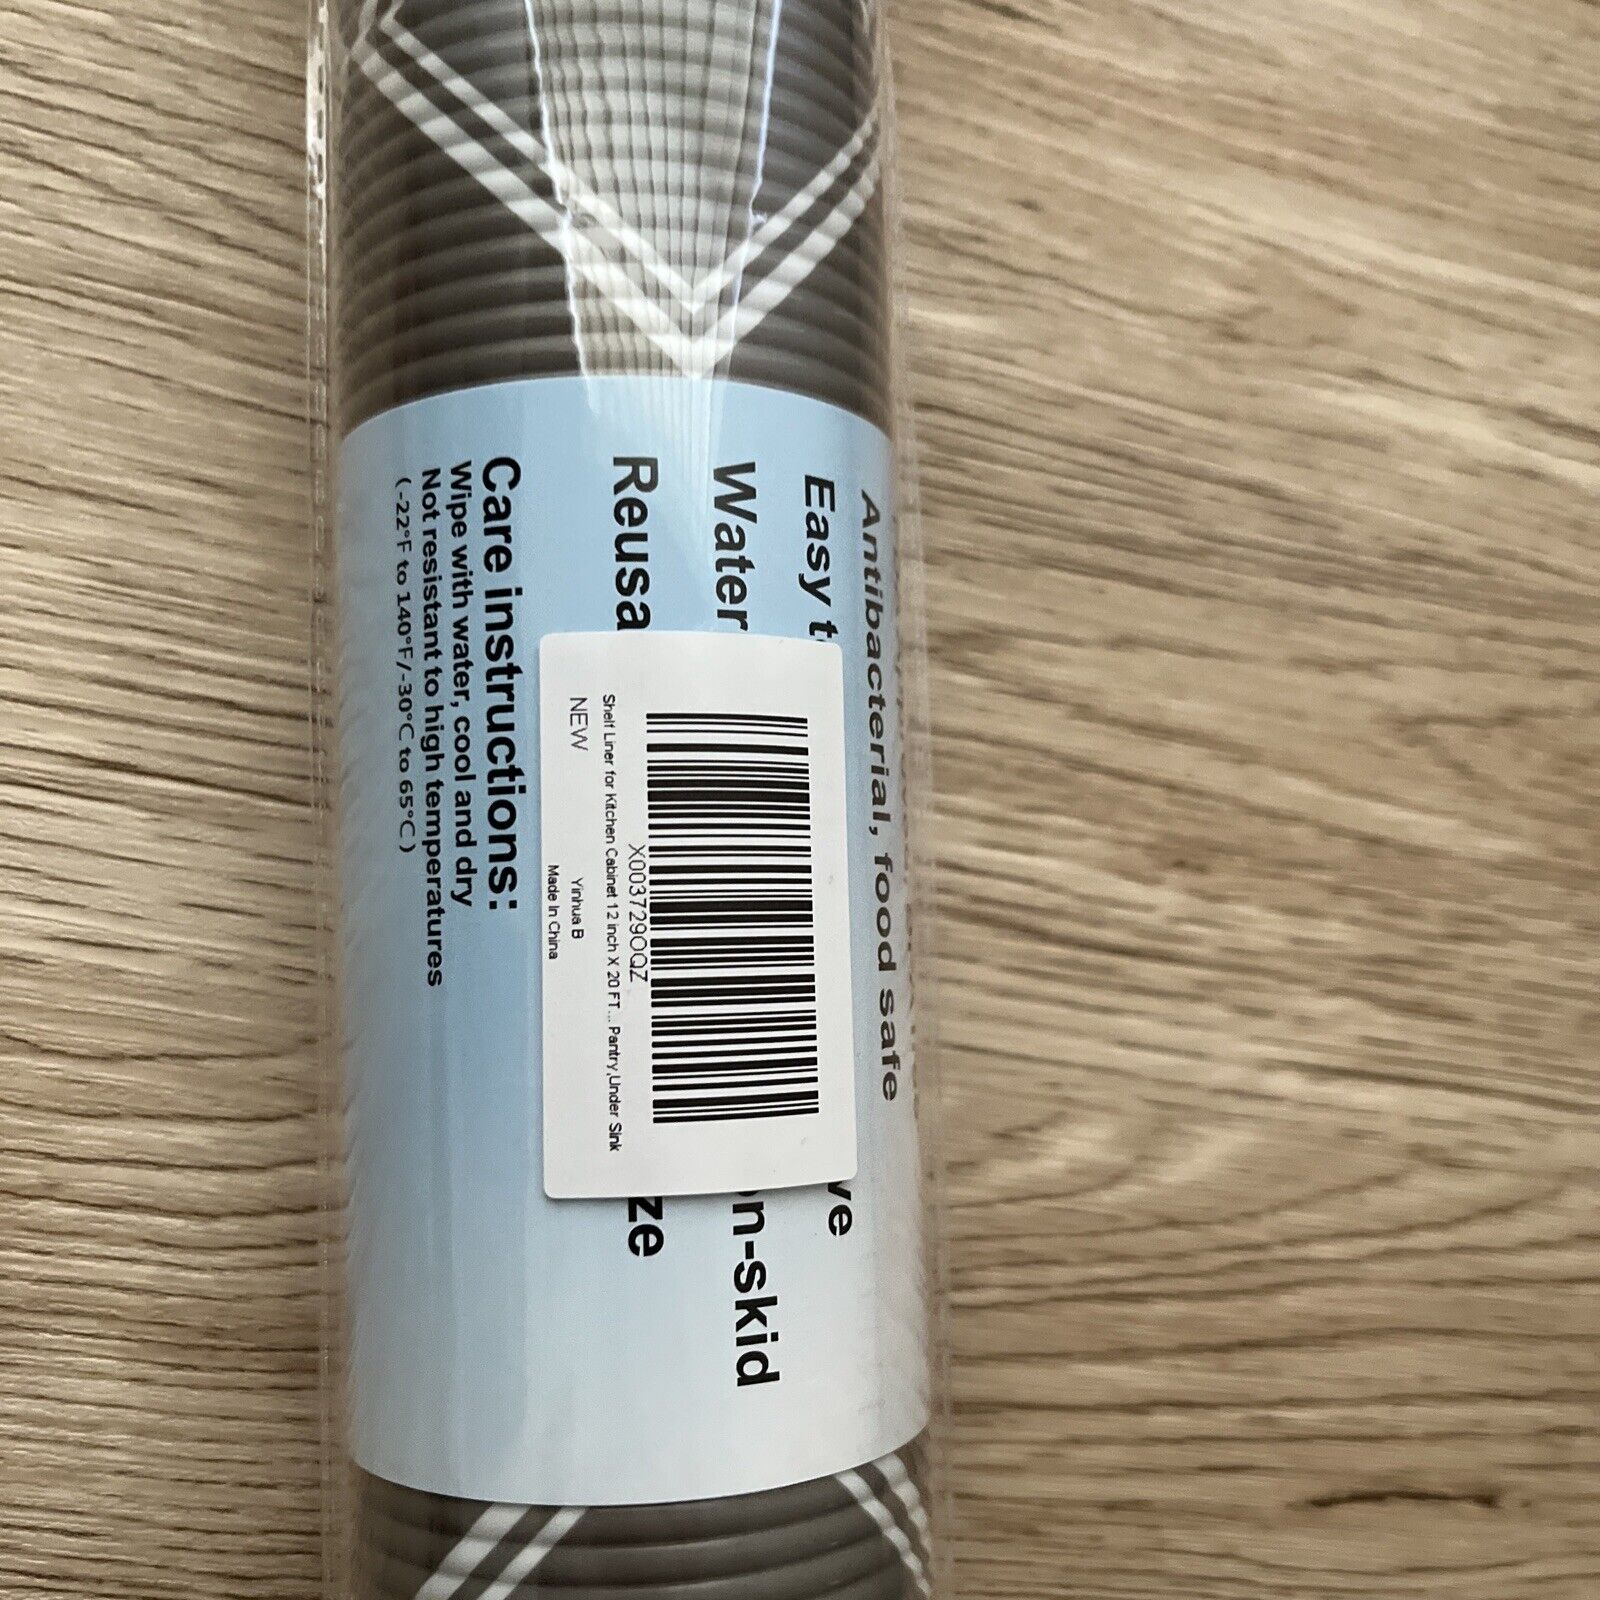 Antibacterial, food safe
Easy t
ve
Water
on-skid
Reusa
ze
X003729OQZ
Shelf Liner for Kitchen Cabinet 12 inch X 20 FT... Pantry,Under Sink
NEW
Yinhua B
Made In China
Care instructions:
Wipe with water, cool and dry
Not resistant to high temperatures
(-22°F to 140°F/-30°C to 65°C)